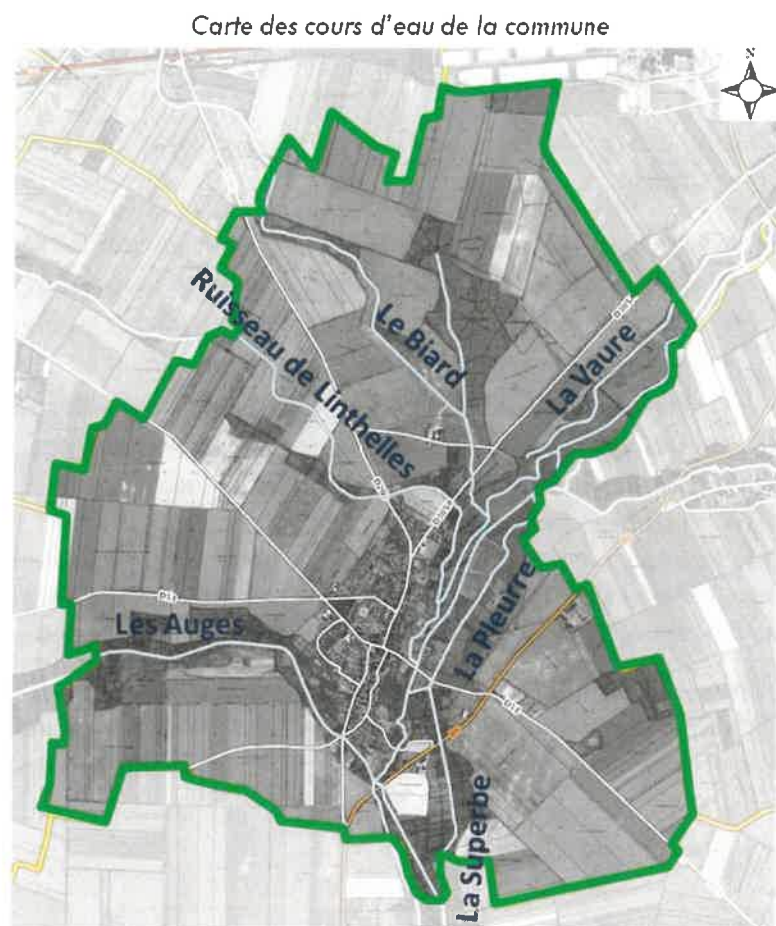 Carte des cours d'eau de la commune
N
Ruisseau de Linthelles
Le Biard
La Vaure
Les Auges
La Pleurre
La Superbe